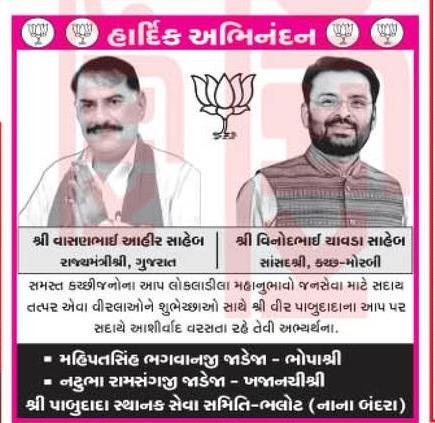 હાર્દિક અભિનંદન
શ્રી વાસણભાઈ આહીર સાહેબ
રાજ્યમંત્રીશ્રી, ગુજરાત
શ્રી વિનોદભાઈ ચાવડા સાહેબ
સાંસદશ્રી, કચ્છ-મોરબી
સમસ્ત કચ્છીજનોના આપ લોકલાડીલા મહાનુભાવો જનસેવા માટે સદાય
તત્પર એવા વીરલાઓને શુભેચ્છાઓ સાથે શ્રી વીર પાબુદાદાના આપ પર
સદાયે આશીર્વાદ વરસતા રહે તેવી અભ્યર્થના.
▪ મહિપતસિંહ ભગવાનજી જાડેજા - ભોપાશ્રી
▪ નટુભા રામસંગજી જાડેજા - ખજાનચીશ્રી
શ્રી પાબુદાદા સ્થાનક સેવા સમિતિ-ભલોટ (નાના બંદરા)